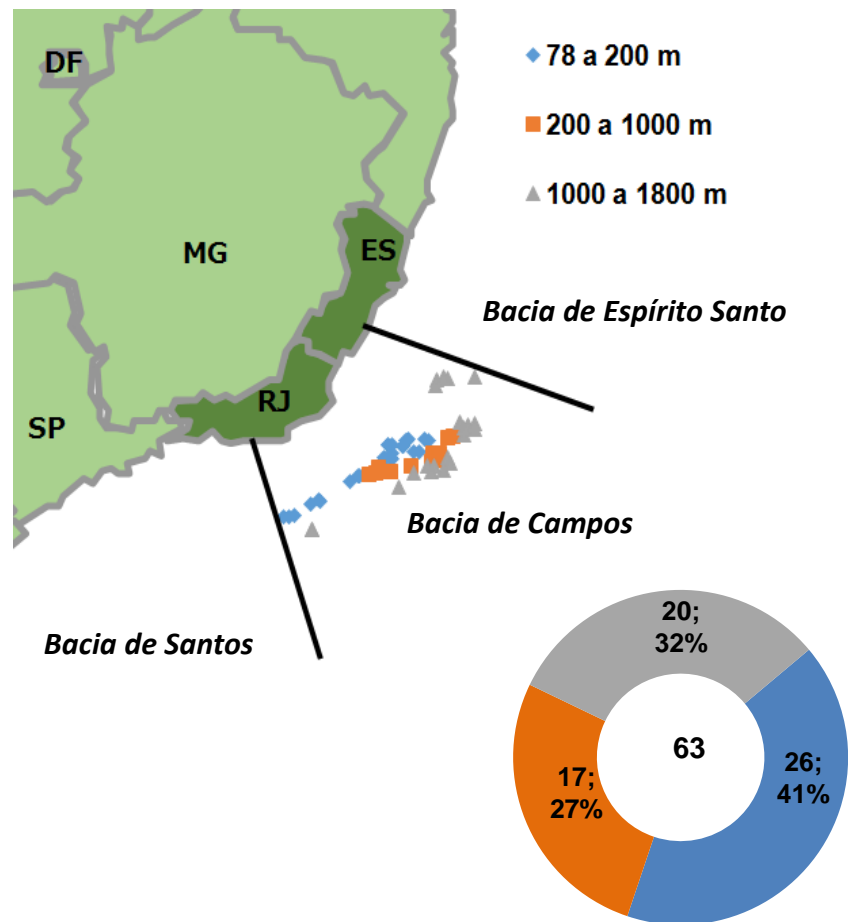 DF
78 a 200 m
200 a 1000 m
1000 a 1800 m
MG
ES
Bacia de Espírito Santo
RJ
SP
Bacia de Campos
Bacia de Santos
20;
32%
63
26;
41%
17;
27%